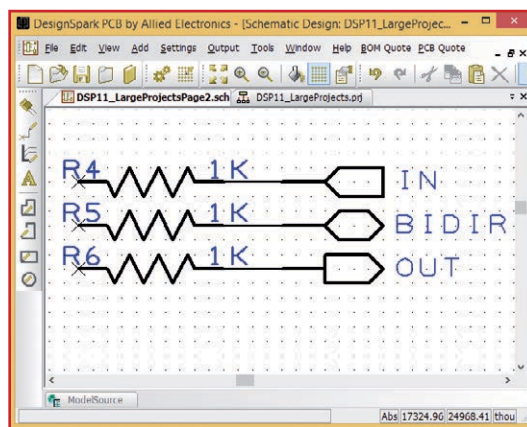 DesignSpark PCB by Allied Electronics - [Schematic Design: DSP11_LargeProjec...
File Edit View Add Settings Output Tools Window Help BOM Quote PCB Quote
DSP11_LargeProjectsPage2.sch DSP11_LargeProjects.prj
R4 1K IN
R5 1K BIDIR
R6 1K OUT
ModelSource
Abs 17324.96 24968.41 thou